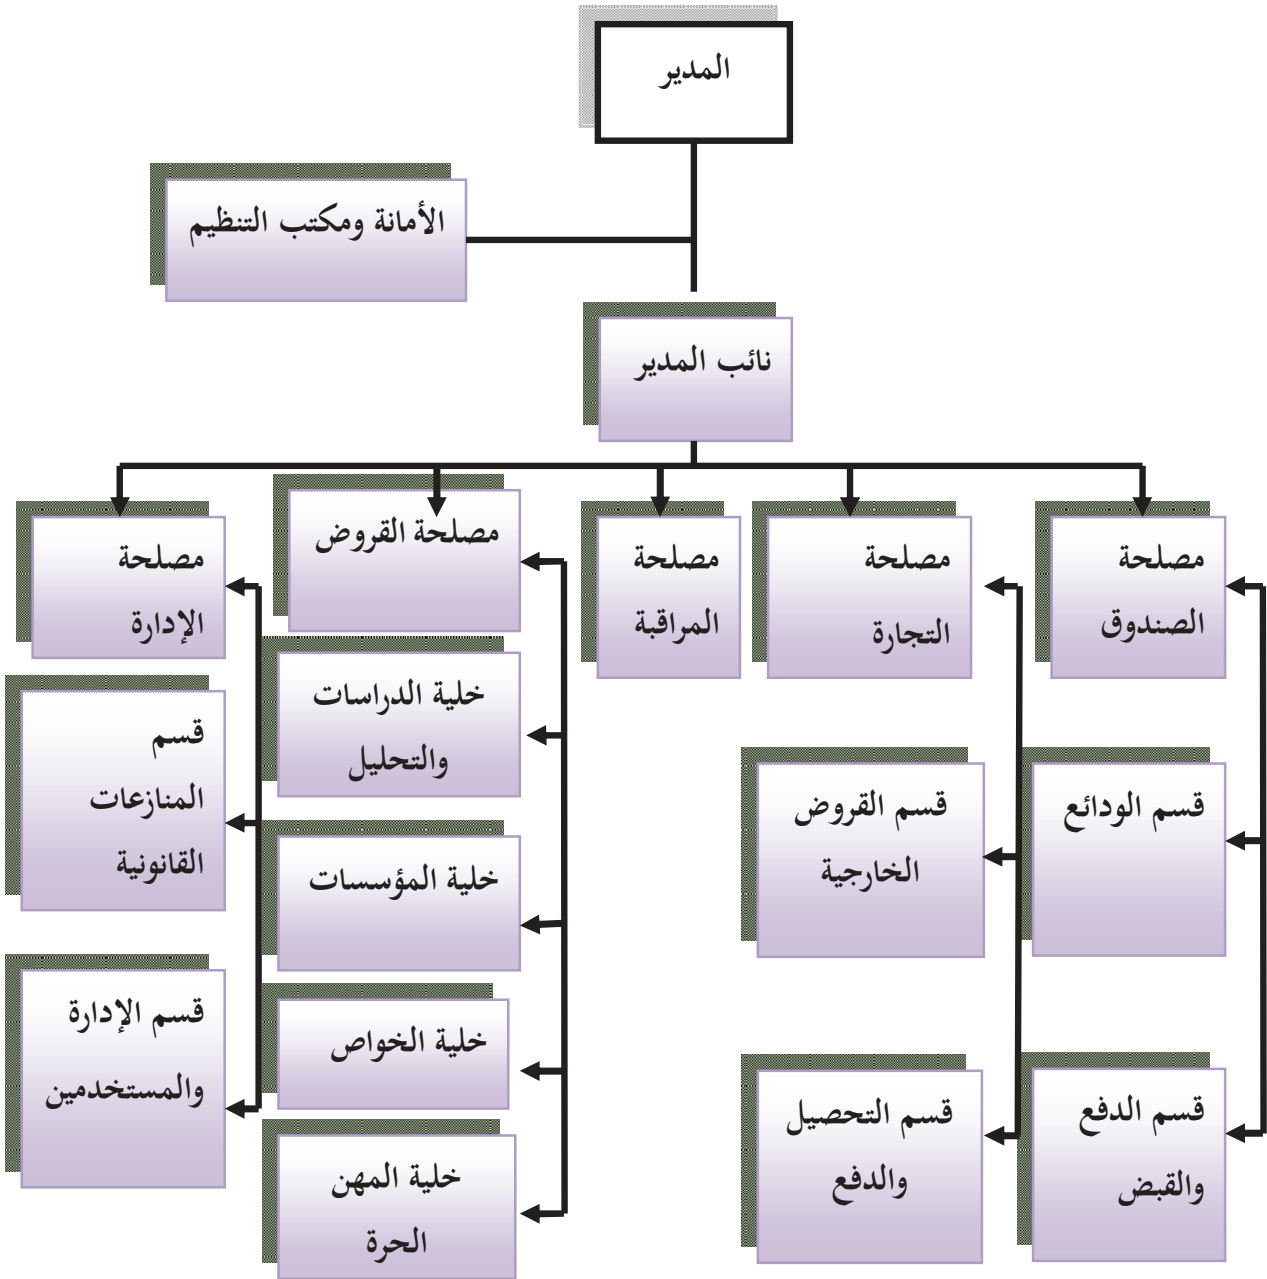 المدير
الأمانة ومكتب التنظيم
نائب المدير
مصلحة
الصندوق
مصلحة
التجارة
مصلحة
المراقبة
مصلحة القروض
مصلحة
الإدارة
قسم الودائع
قسم الدفع
والقبض
قسم القروض
الخارجية
قسم التحصيل
والدفع
خلية الدراسات
والتحليل
خلية المؤسسات
خلية الخواص
خلية المهن
الحرة
قسم
المنازعات
القانونية
قسم الإدارة
والمستخدمين